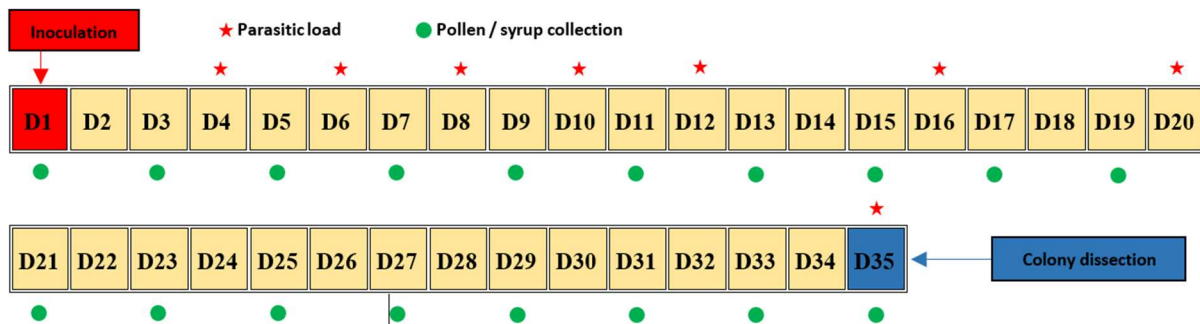 Inoculation
Parasitic load Pollen / syrup collection
D1 D2 D3 D4 D5 D6 D7 D8 D9 D10 D11 D12 D13 D14 D15 D16 D17 D18 D19 D20
D21 D22 D23 D24 D25 D26 D27 D28 D29 D30 D31 D32 D33 D34 D35 Colony dissection